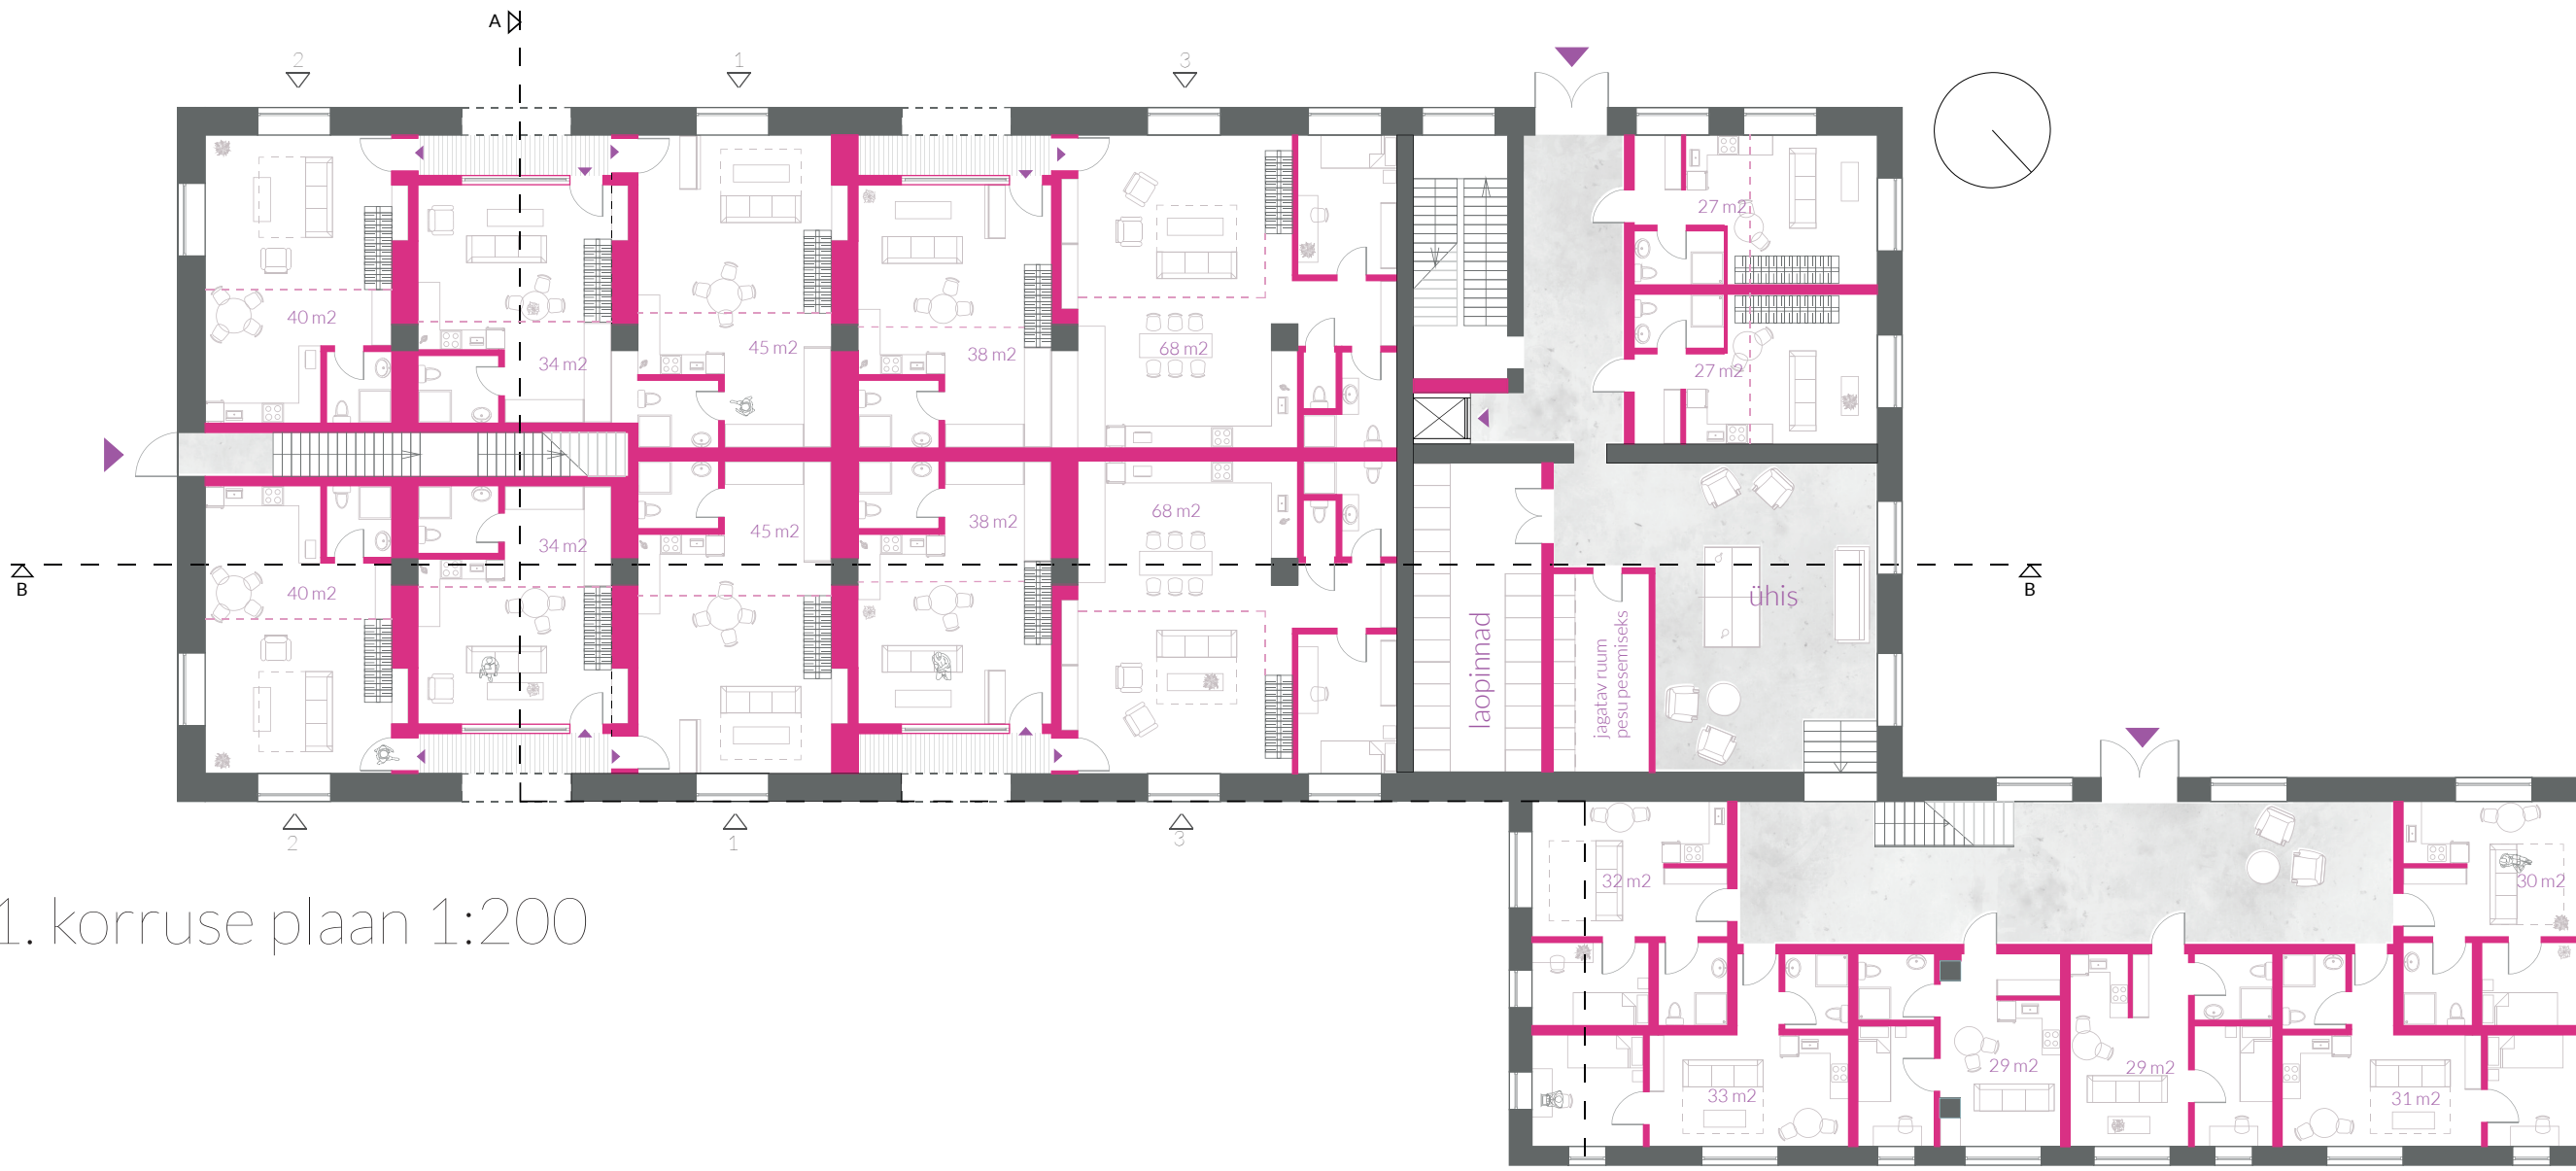 A
2
1
3
27 m2
40 m2
45 m2
38 m2
68 m2
34 m2
27 m2
68 m2
38 m2
45 m2
34 m2
40 m2
B
B
ühis
laopinnad
jagatav ruum
pesu pesemiseks
2
1
3
32 m2
30 m2
1. korruse plaan 1:200
29 m2
29 m2
33 m2
31 m2